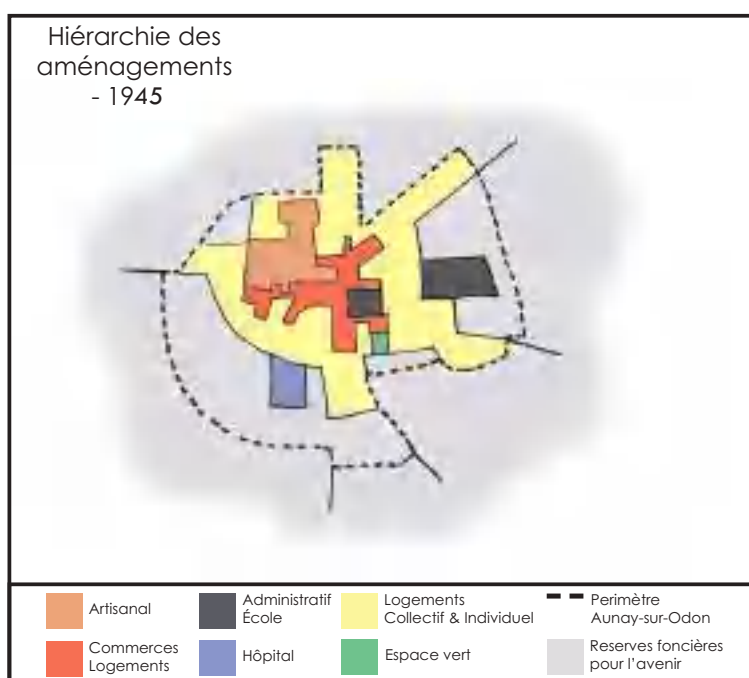 Hiérarchie des
aménagements
- 1945
Artisanal
Administratif
École
Logements
Collectif & Individuel
Perimètre
Aunay-sur-Odon
Commerces
Logements
Hôpital
Espace vert
Reserves foncières
pour l'avenir